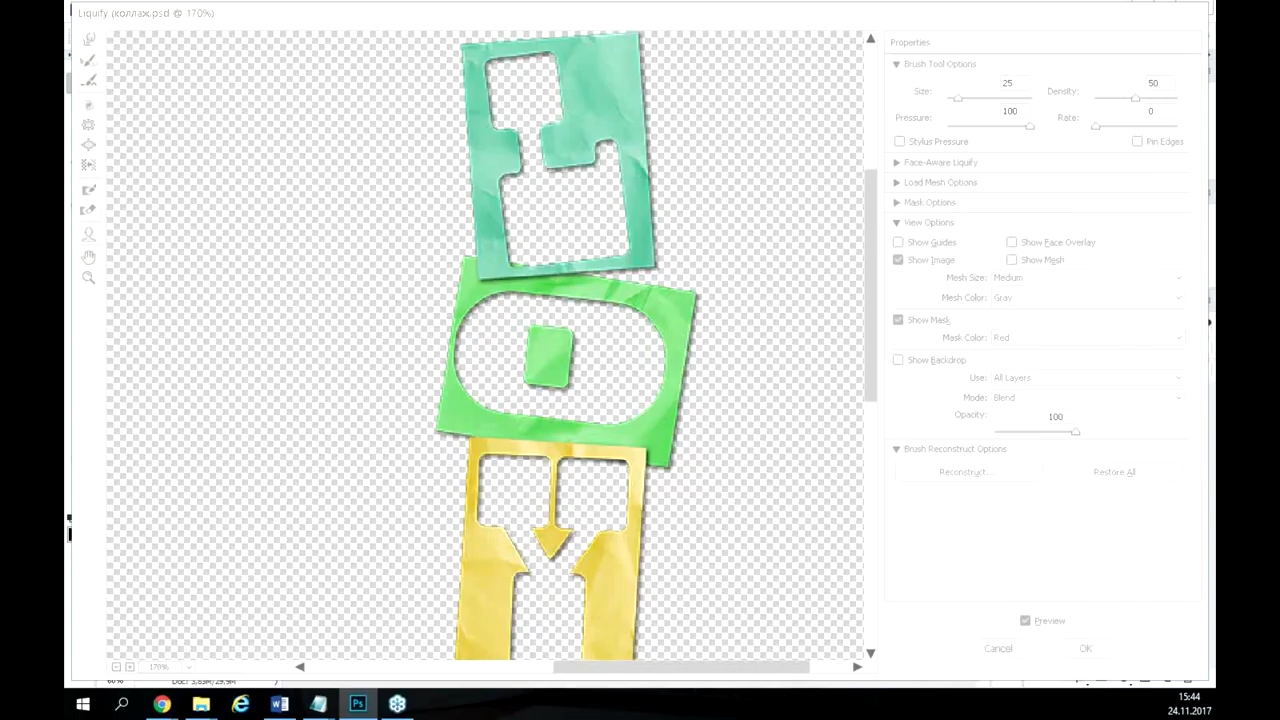 Liquify (коллаж.psd @ 170%)
Properties
Brush Tool Options
Size: 25 Density: 50
Pressure: 100 Rate: 0
Stylus Pressure Pin Edges
Face-Aware Liquify
Load Mesh Options
Mask Options
View Options
Show Guides Show Face Overlay
Show Image Show Mesh
Mesh Size: Medium
Mesh Color: Gray
Show Mask
Mask Color: Red
Show Backdrop
Use: All Layers
Mode: Blend
Opacity: 100
Brush Reconstruct Options
Reconstruct... Restore All
Preview
Cancel OK
170%
15:44
24.11.2017